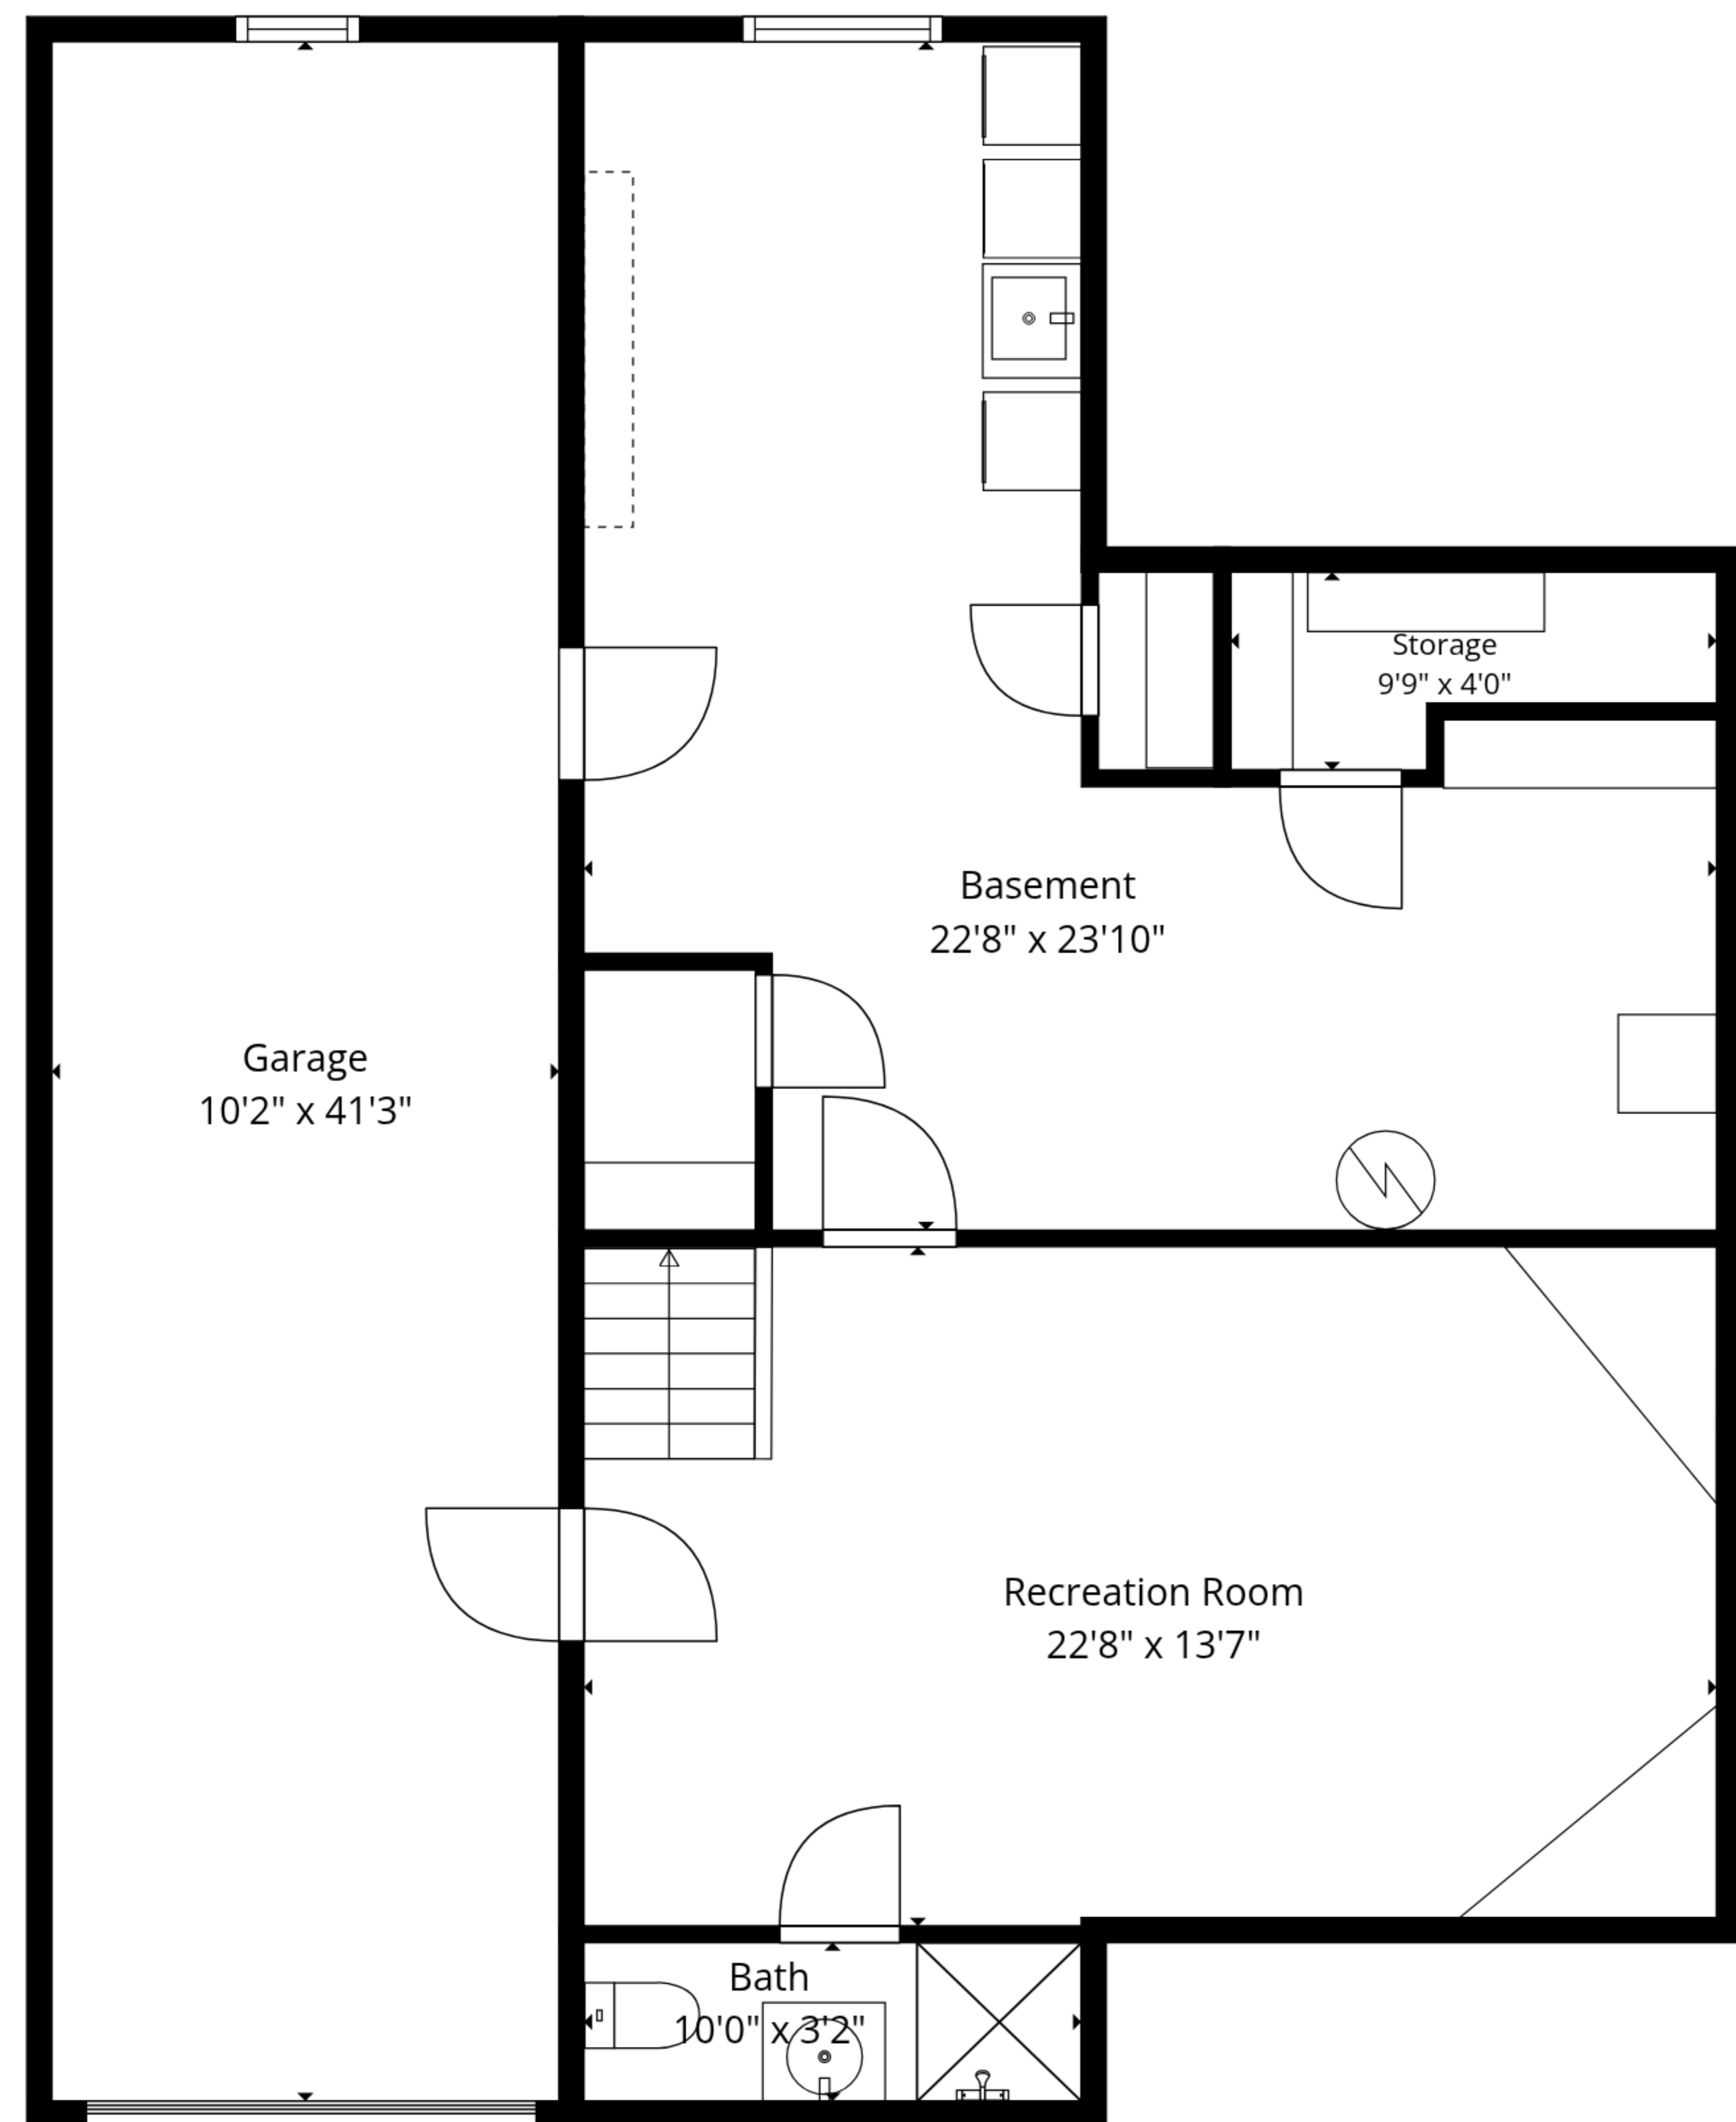 Storage
9'9" x 4'0"
Basement
22'8" x 23'10"
Garage
10'2" x 41'3"
Recreation Room
22'8" x 13'7"
Bath
10'0" x 3'2"